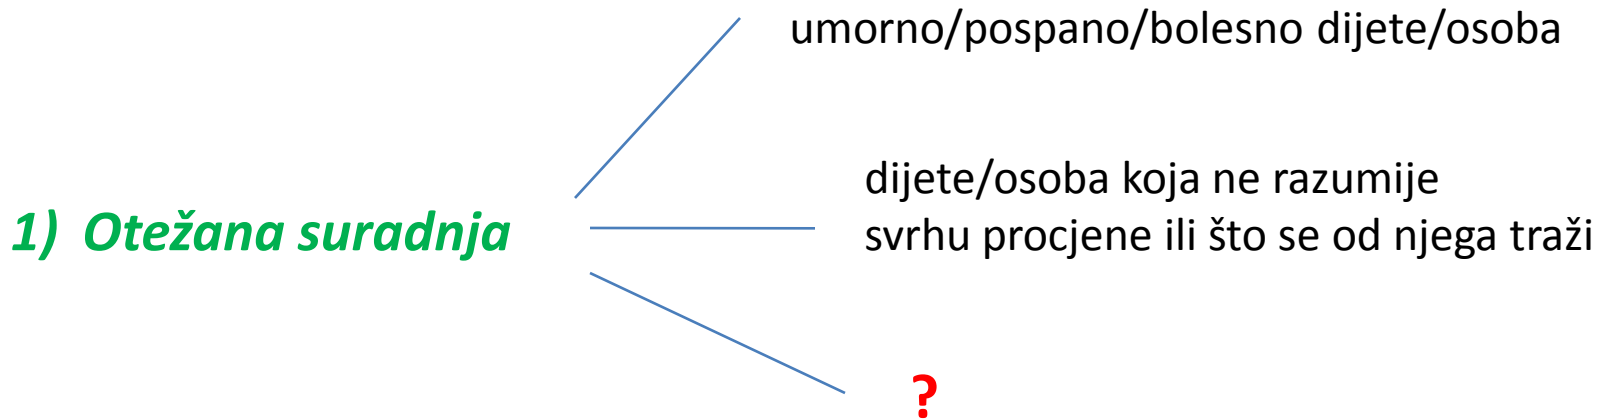 umorno/pospano/bolesno dijete/osoba
dijete/osoba koja ne razumije
1) Otežana suradnja
svrhu procjene ili što se od njega traži
?